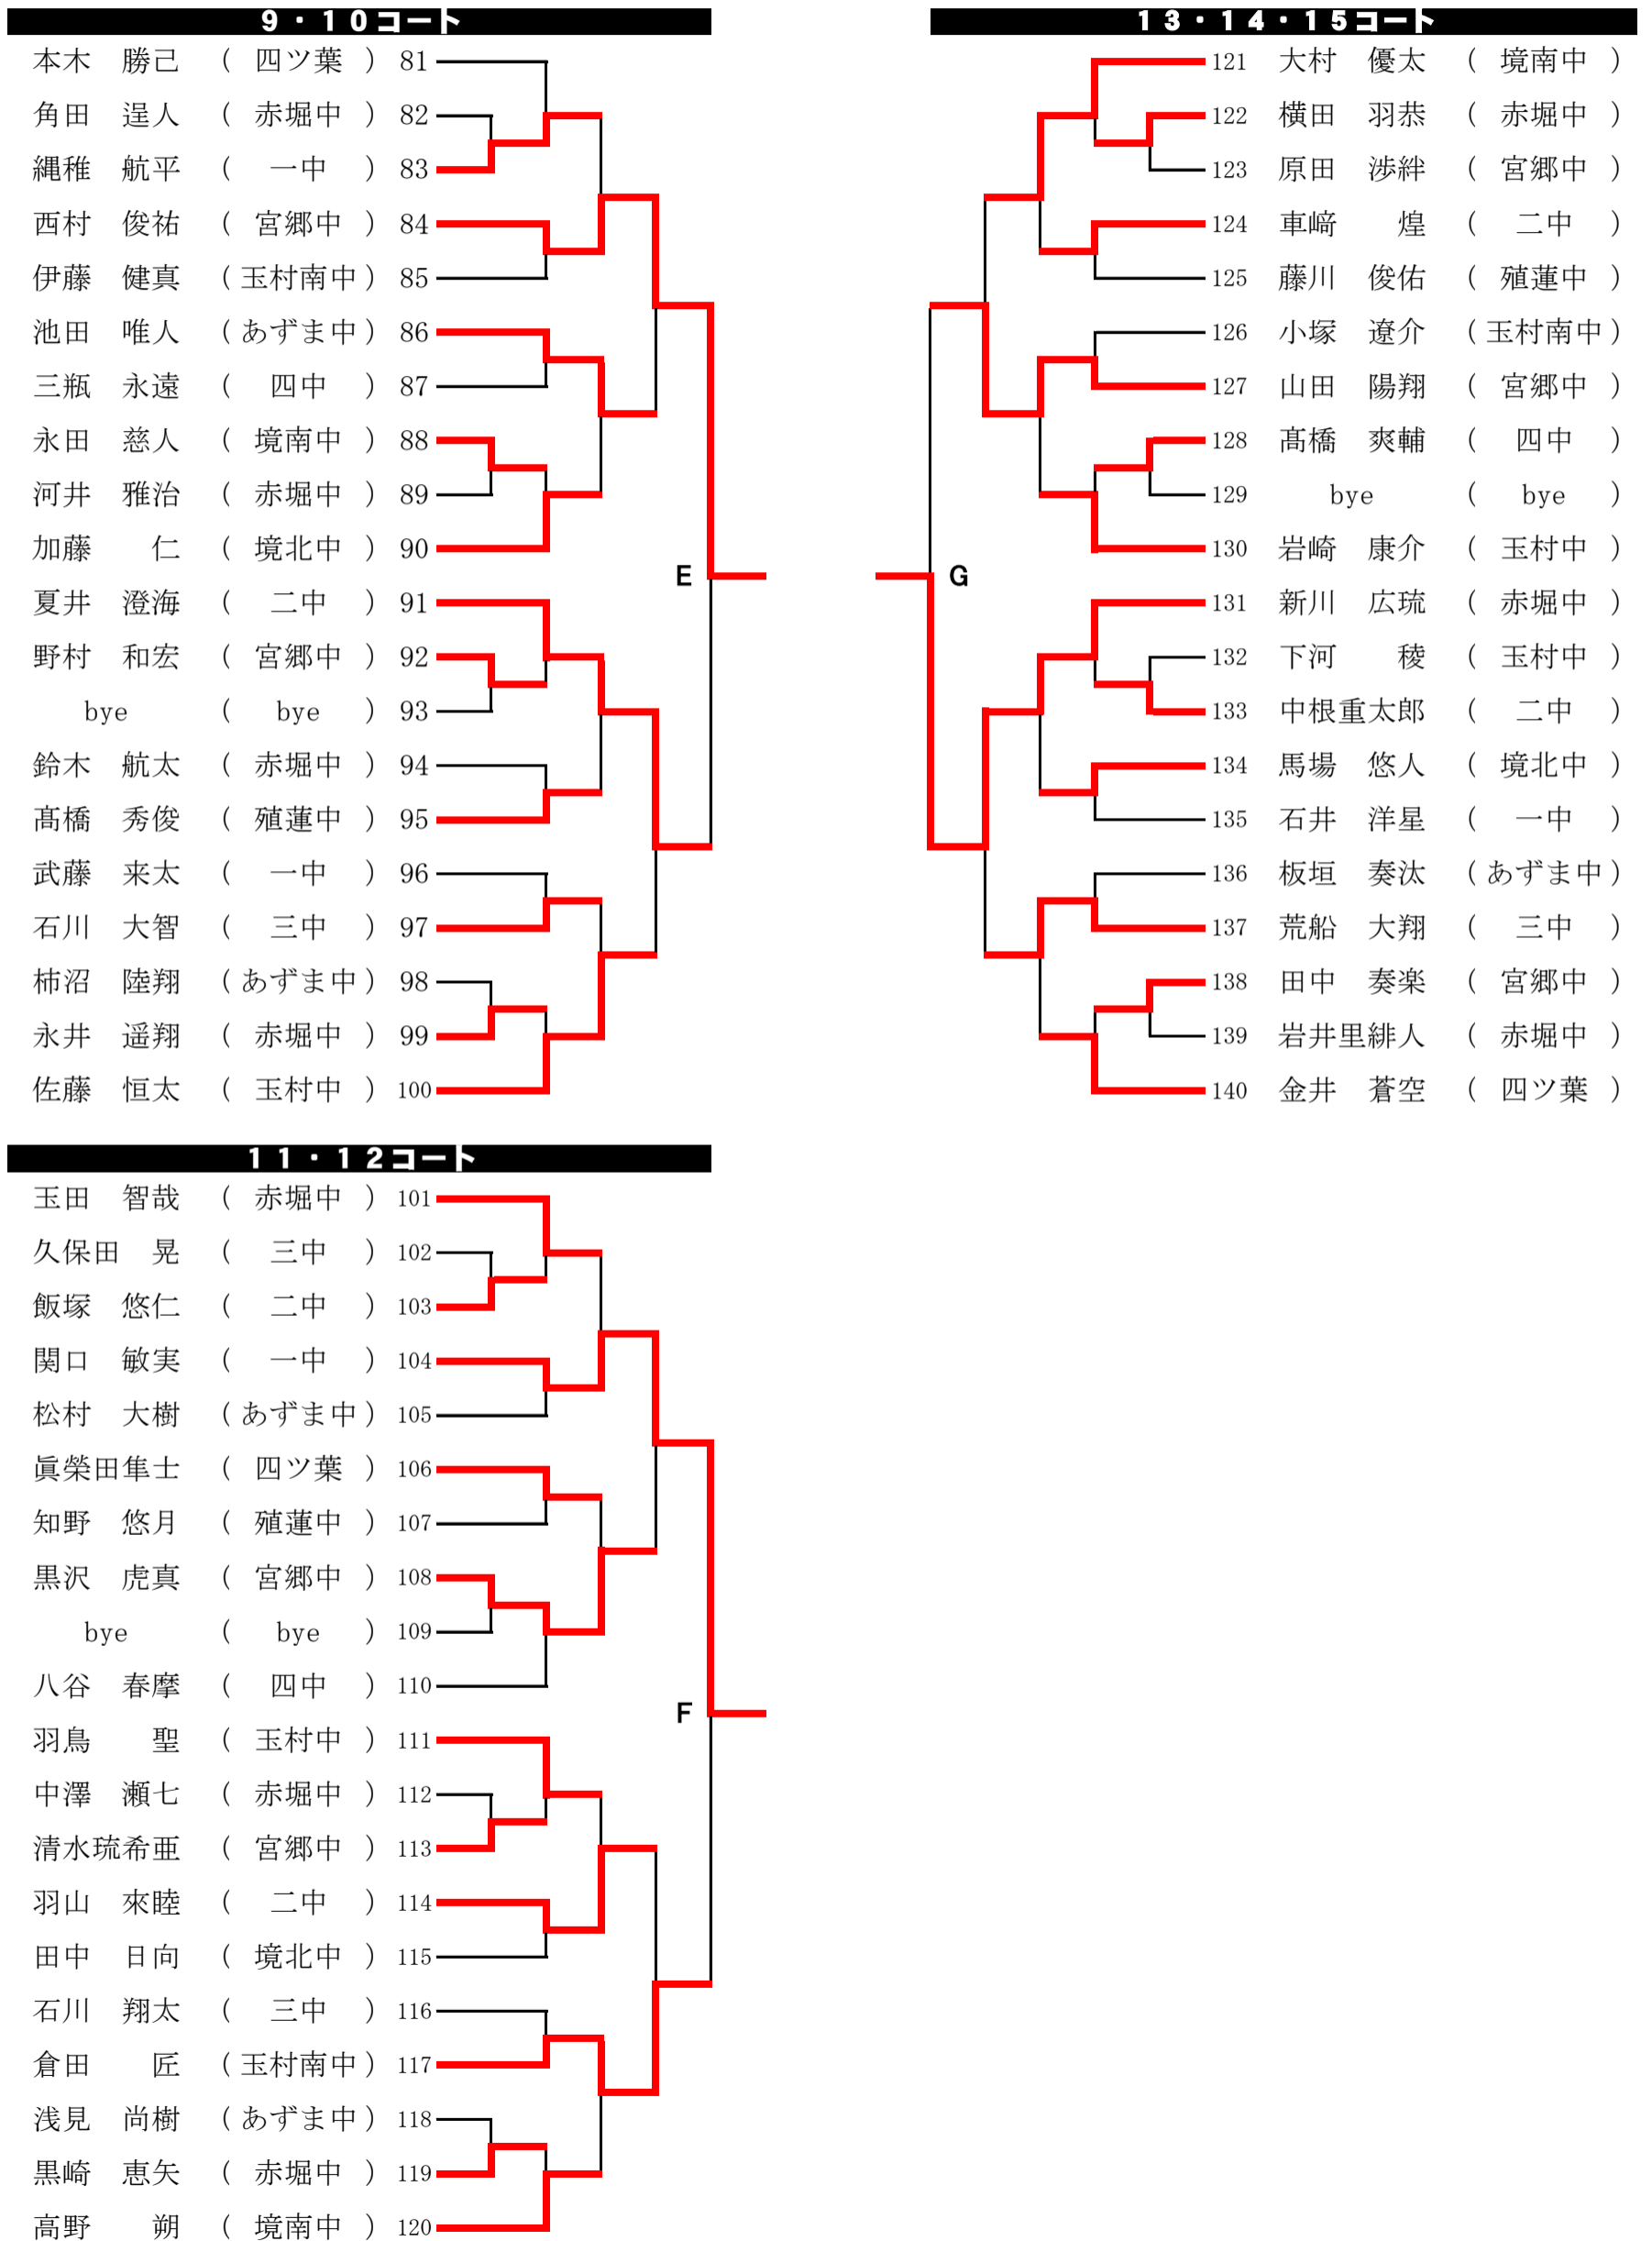 9・10コート
本木 勝己 ( 四ツ葉 ) 81
角田 逞人 ( 赤堀中 ) 82
縄稚 航平 ( 一中 ) 83
西村 俊祐 ( 宮郷中 ) 84
伊藤 健真 ( 玉村南中 ) 85
池田 唯人 ( あずま中 ) 86
三瓶 永遠 ( 四中 ) 87
永田 慈人 ( 境南中 ) 88
河井 雅治 ( 赤堀中 ) 89
加藤 仁 ( 境北中 ) 90
夏井 澄海 ( 二中 ) 91
野村 和宏 ( 宮郷中 ) 92
bye ( bye ) 93
鈴木 航太 ( 赤堀中 ) 94
髙橋 秀俊 ( 殖蓮中 ) 95
武藤 来太 ( 一中 ) 96
石川 大智 ( 三中 ) 97
柿沼 陸翔 ( あずま中 ) 98
永井 遥翔 ( 赤堀中 ) 99
佐藤 恒太 ( 玉村中 ) 100
E
11・12コート
玉田 智哉 ( 赤堀中 ) 101
久保田 晃 ( 三中 ) 102
飯塚 悠仁 ( 二中 ) 103
関口 敏実 ( 一中 ) 104
松村 大樹 ( あずま中 ) 105
眞榮田隼士 ( 四ツ葉 ) 106
知野 悠月 ( 殖蓮中 ) 107
黒沢 虎真 ( 宮郷中 ) 108
bye ( bye ) 109
八谷 春摩 ( 四中 ) 110
羽鳥 聖 ( 玉村中 ) 111
中澤 瀬七 ( 赤堀中 ) 112
清水琉希亜 ( 宮郷中 ) 113
羽山 來睦 ( 二中 ) 114
田中 日向 ( 境北中 ) 115
石川 翔太 ( 三中 ) 116
倉田 匠 ( 玉村南中 ) 117
浅見 尚樹 ( あずま中 ) 118
黒崎 恵矢 ( 赤堀中 ) 119
高野 朔 ( 境南中 ) 120
F
13・14・15コート
121 大村 優太 ( 境南中 )
122 横田 羽恭 ( 赤堀中 )
123 原田 渉絆 ( 宮郷中 )
124 車﨑 煌 ( 二中 )
125 藤川 俊佑 ( 殖蓮中 )
126 小塚 遼介 ( 玉村南中 )
127 山田 陽翔 ( 宮郷中 )
128 髙橋 爽輔 ( 四中 )
129 bye ( bye )
130 岩崎 康介 ( 玉村中 )
131 新川 広琉 ( 赤堀中 )
132 下河 稜 ( 玉村中 )
133 中根重太郎 ( 二中 )
134 馬場 悠人 ( 境北中 )
135 石井 洋星 ( 一中 )
136 板垣 奏汰 ( あずま中 )
137 荒船 大翔 ( 三中 )
138 田中 奏楽 ( 宮郷中 )
139 岩井里緋人 ( 赤堀中 )
140 金井 蒼空 ( 四ツ葉 )
G